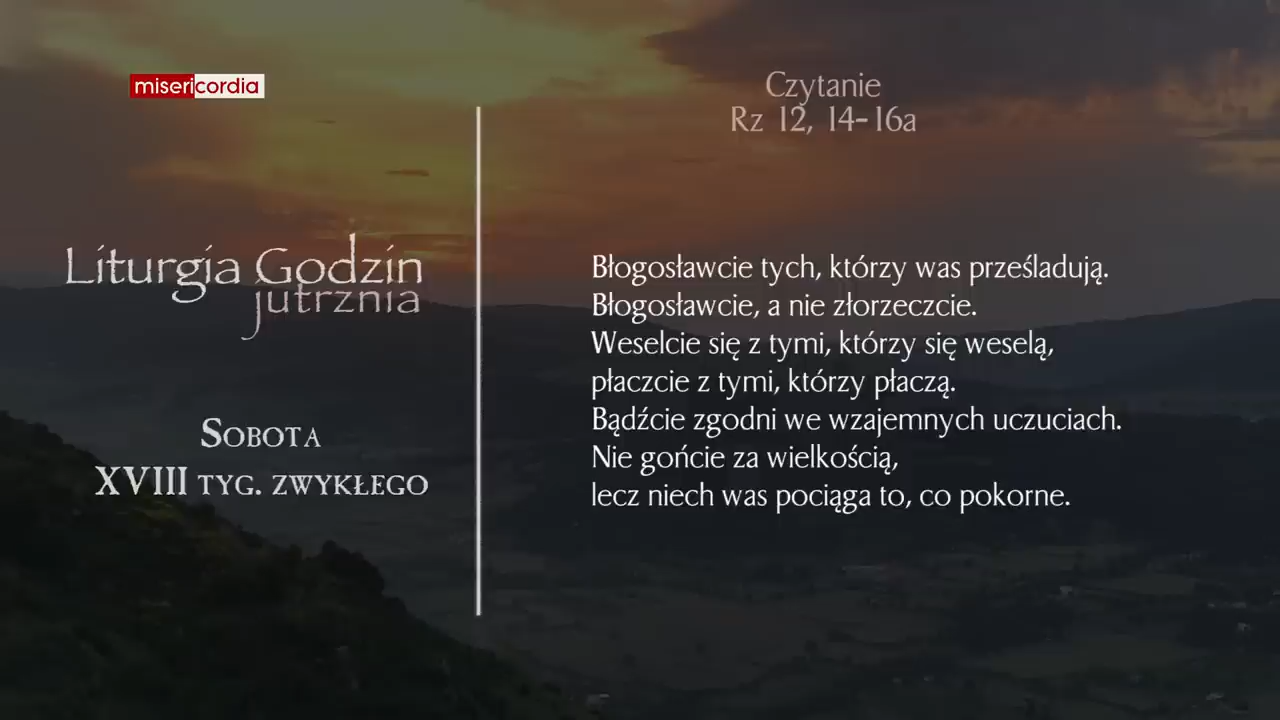 misericordia
Liturgia Godzin
jutrznia
Sobota
XVIII tyg. zwykłego
Czytanie
Rz 12, 14-16a
Błogosławcie tych, którzy was prześladują.
Błogosławcie, a nie złorzeczcie.
Weselcie się z tymi, którzy się weselą,
płaczcie z tymi, którzy płaczą.
Bądźcie zgodni we wzajemnych uczuciach.
Nie gońcie za wielkością,
lecz niech was pociąga to, co pokorne.